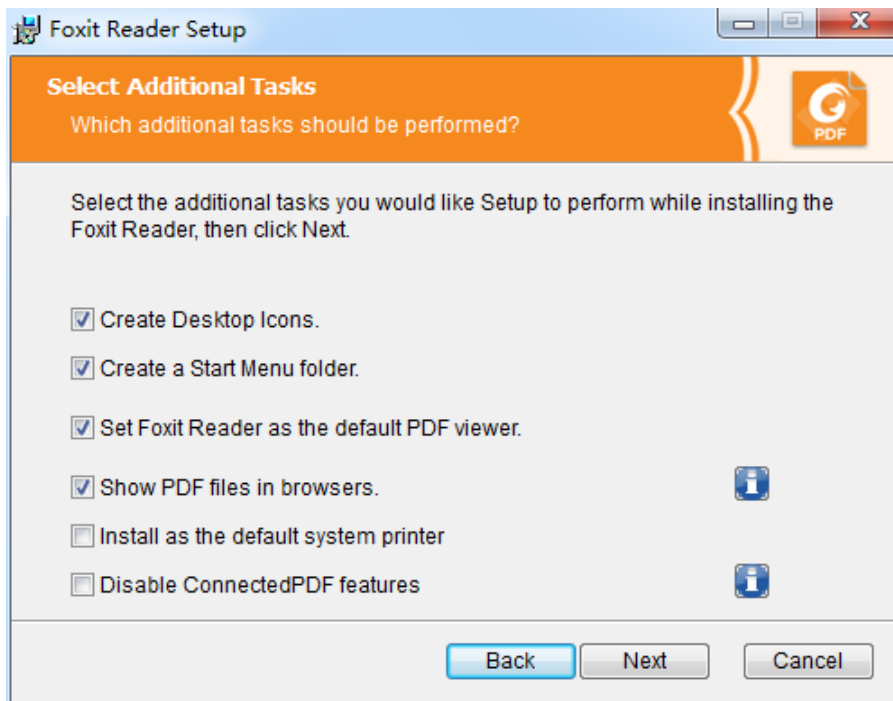 Foxit Reader Setup
Select Additional Tasks
Which additional tasks should be performed?
PDF
Select the additional tasks you would like Setup to perform while installing the
Foxit Reader, then click Next.
Create Desktop Icons.
Create a Start Menu folder.
Set Foxit Reader as the default PDF viewer.
Show PDF files in browsers.
Install as the default system printer
Disable ConnectedPDF features
Back Next Cancel